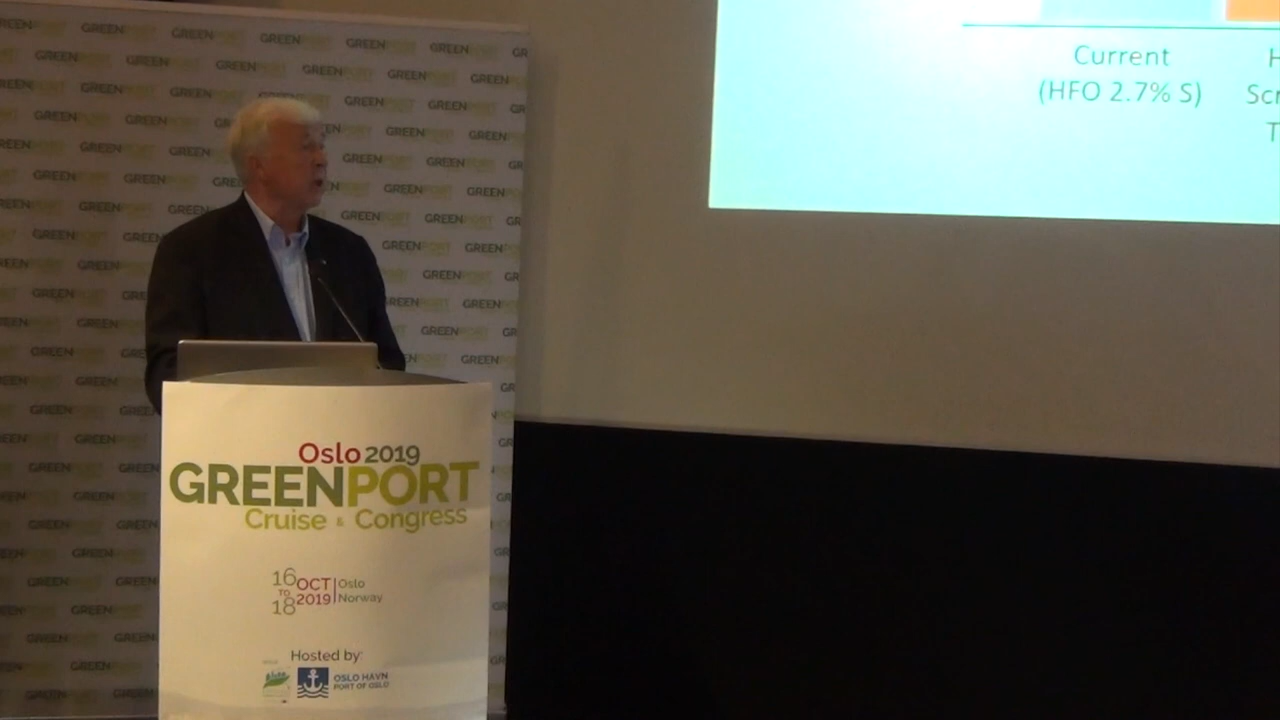 Current
(HFO 2.7% S)
Oslo 2019
GREENPORT
Cruise & Congress
16 TO 18 OCT 2019 Oslo Norway
Hosted by:
OSLO HAVN
PORT OF OSLO
GREENPORT